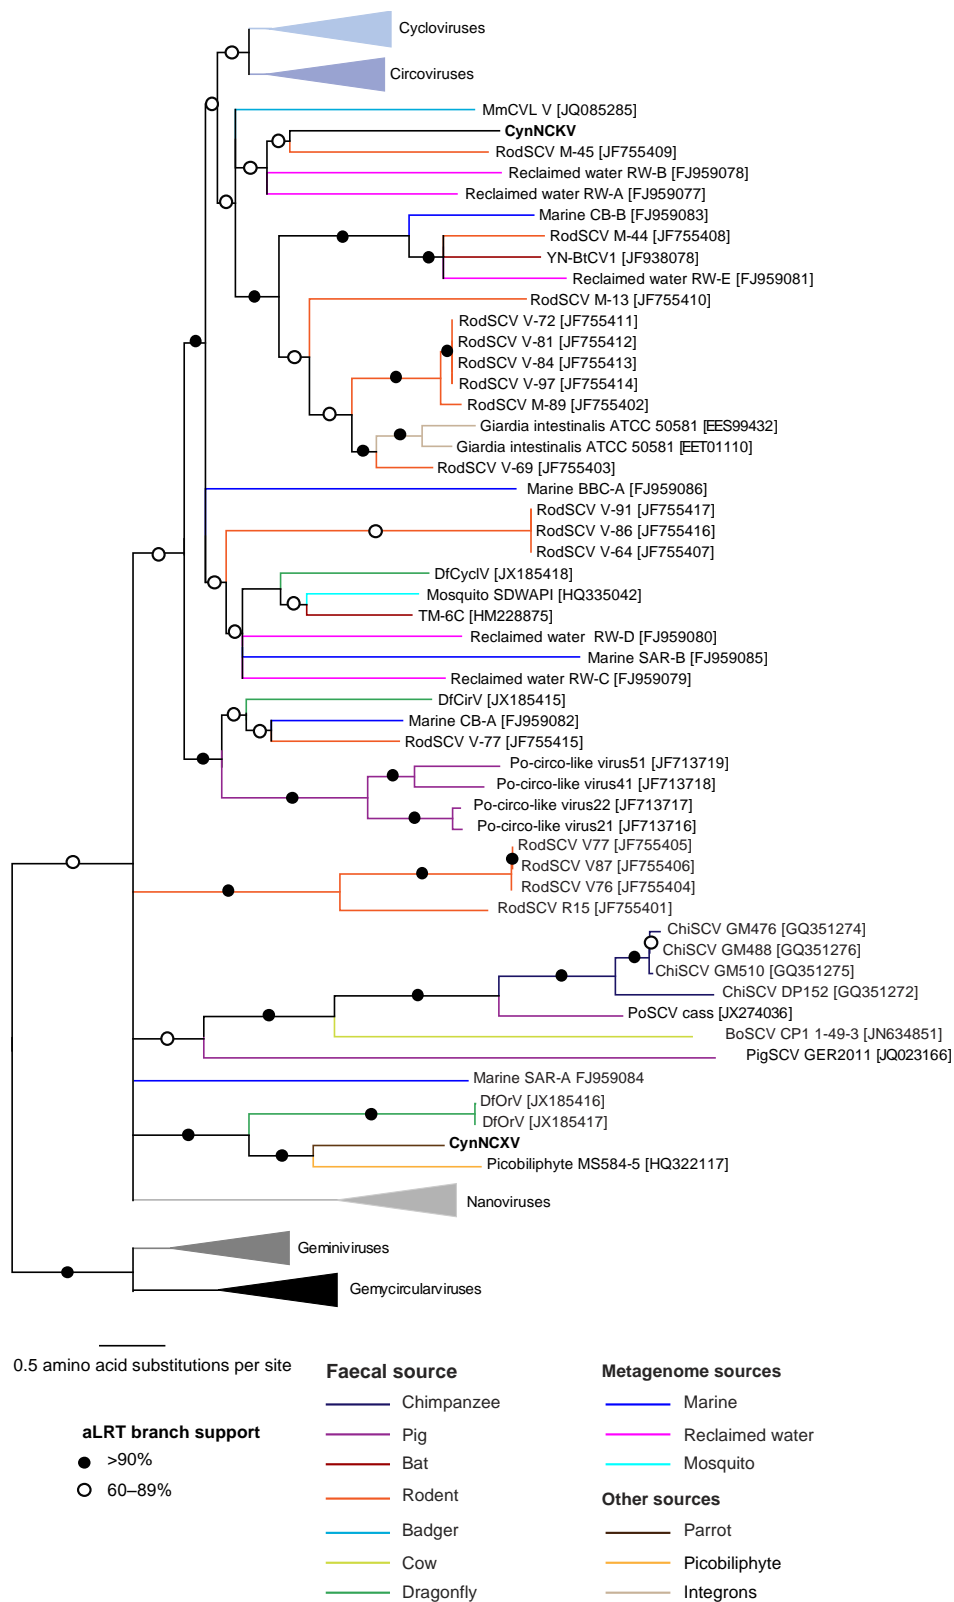 Cycloviruses
Circoviruses
MmCVL V [JQ085285]
CynNCKV
RodSCV M-45 [JF755409]
Reclaimed water RW-B [FJ959078]
Reclaimed water RW-A [FJ959077]
Marine CB-B [FJ959083]
RodSCV M-44 [JF755408]
YN-BtCV1 [JF938078]
Reclaimed water RW-E [FJ959081]
RodSCV M-13 [JF755410]
RodSCV V-72 [JF755411]
RodSCV V-81 [JF755412]
RodSCV V-84 [JF755413]
RodSCV V-97 [JF755414]
RodSCV M-89 [JF755402]
Giardia intestinalis ATCC 50581 [EES99432]
Giardia intestinalis ATCC 50581 [EET01110]
RodSCV V-69 [JF755403]
Marine BBC-A [FJ959086]
RodSCV V-91 [JF755417]
RodSCV V-86 [JF755416]
RodSCV V-64 [JF755407]
DfCyclV [JX185418]
Mosquito SDWAPI [HQ335042]
TM-6C [HM228875]
Reclaimed water RW-D [FJ959080]
Marine SAR-B [FJ959085]
Reclaimed water RW-C [FJ959079]
DfCirV [JX185415]
Marine CB-A [FJ959082]
RodSCV V-77 [JF755415]
Po-circo-like virus51 [JF713719]
Po-circo-like virus41 [JF713718]
Po-circo-like virus22 [JF713717]
Po-circo-like virus21 [JF713716]
RodSCV V77 [JF755405]
RodSCV V87 [JF755406]
RodSCV V76 [JF755404]
RodSCV R15 [JF755401]
ChiSCV GM476 [GQ351274]
ChiSCV GM488 [GQ351276]
ChiSCV GM510 [GQ351275]
ChiSCV DP152 [GQ351272]
PoSCV cass [JX274036]
BoSCV CP1 1-49-3 [JN634851]
PigSCV GER2011 [JQ023166]
Marine SAR-A FJ959084
DfOrV [JX185416]
DfOrV [JX185417]
CynNCXV
Picobiliphyte MS584-5 [HQ322117]
Nanoviruses
Geminiviruses
Gemycircularviruses
0.5 amino acid substitutions per site
aLRT branch support
>90%
60–89%
Faecal source
Chimpanzee
Pig
Bat
Rodent
Badger
Cow
Dragonfly
Metagenome sources
Marine
Reclaimed water
Mosquito
Other sources
Parrot
Picobiliphyte
Integrons